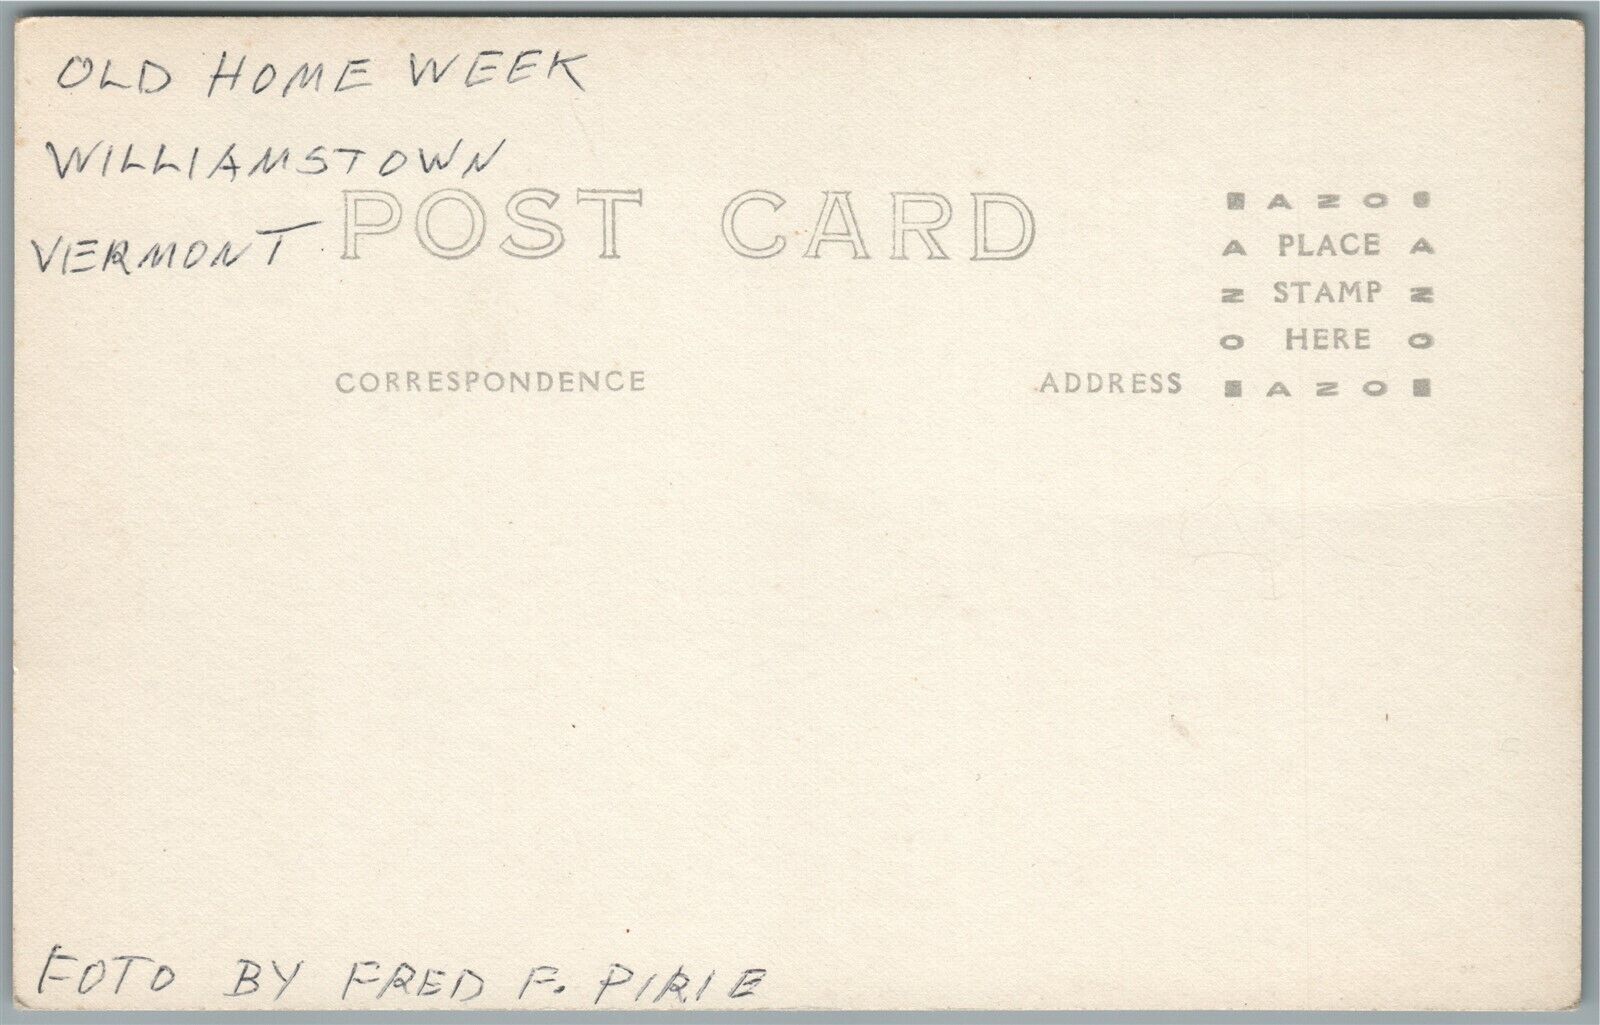 OLD HOME WEEK
WILLIAMSTOWN
VERMONT
POST CARD
CORRESPONDENCE
ADDRESS
AZO
A PLACE A
Z STAMP Z
O HERE O
AZO
FOTO BY FRED F. PIRIE